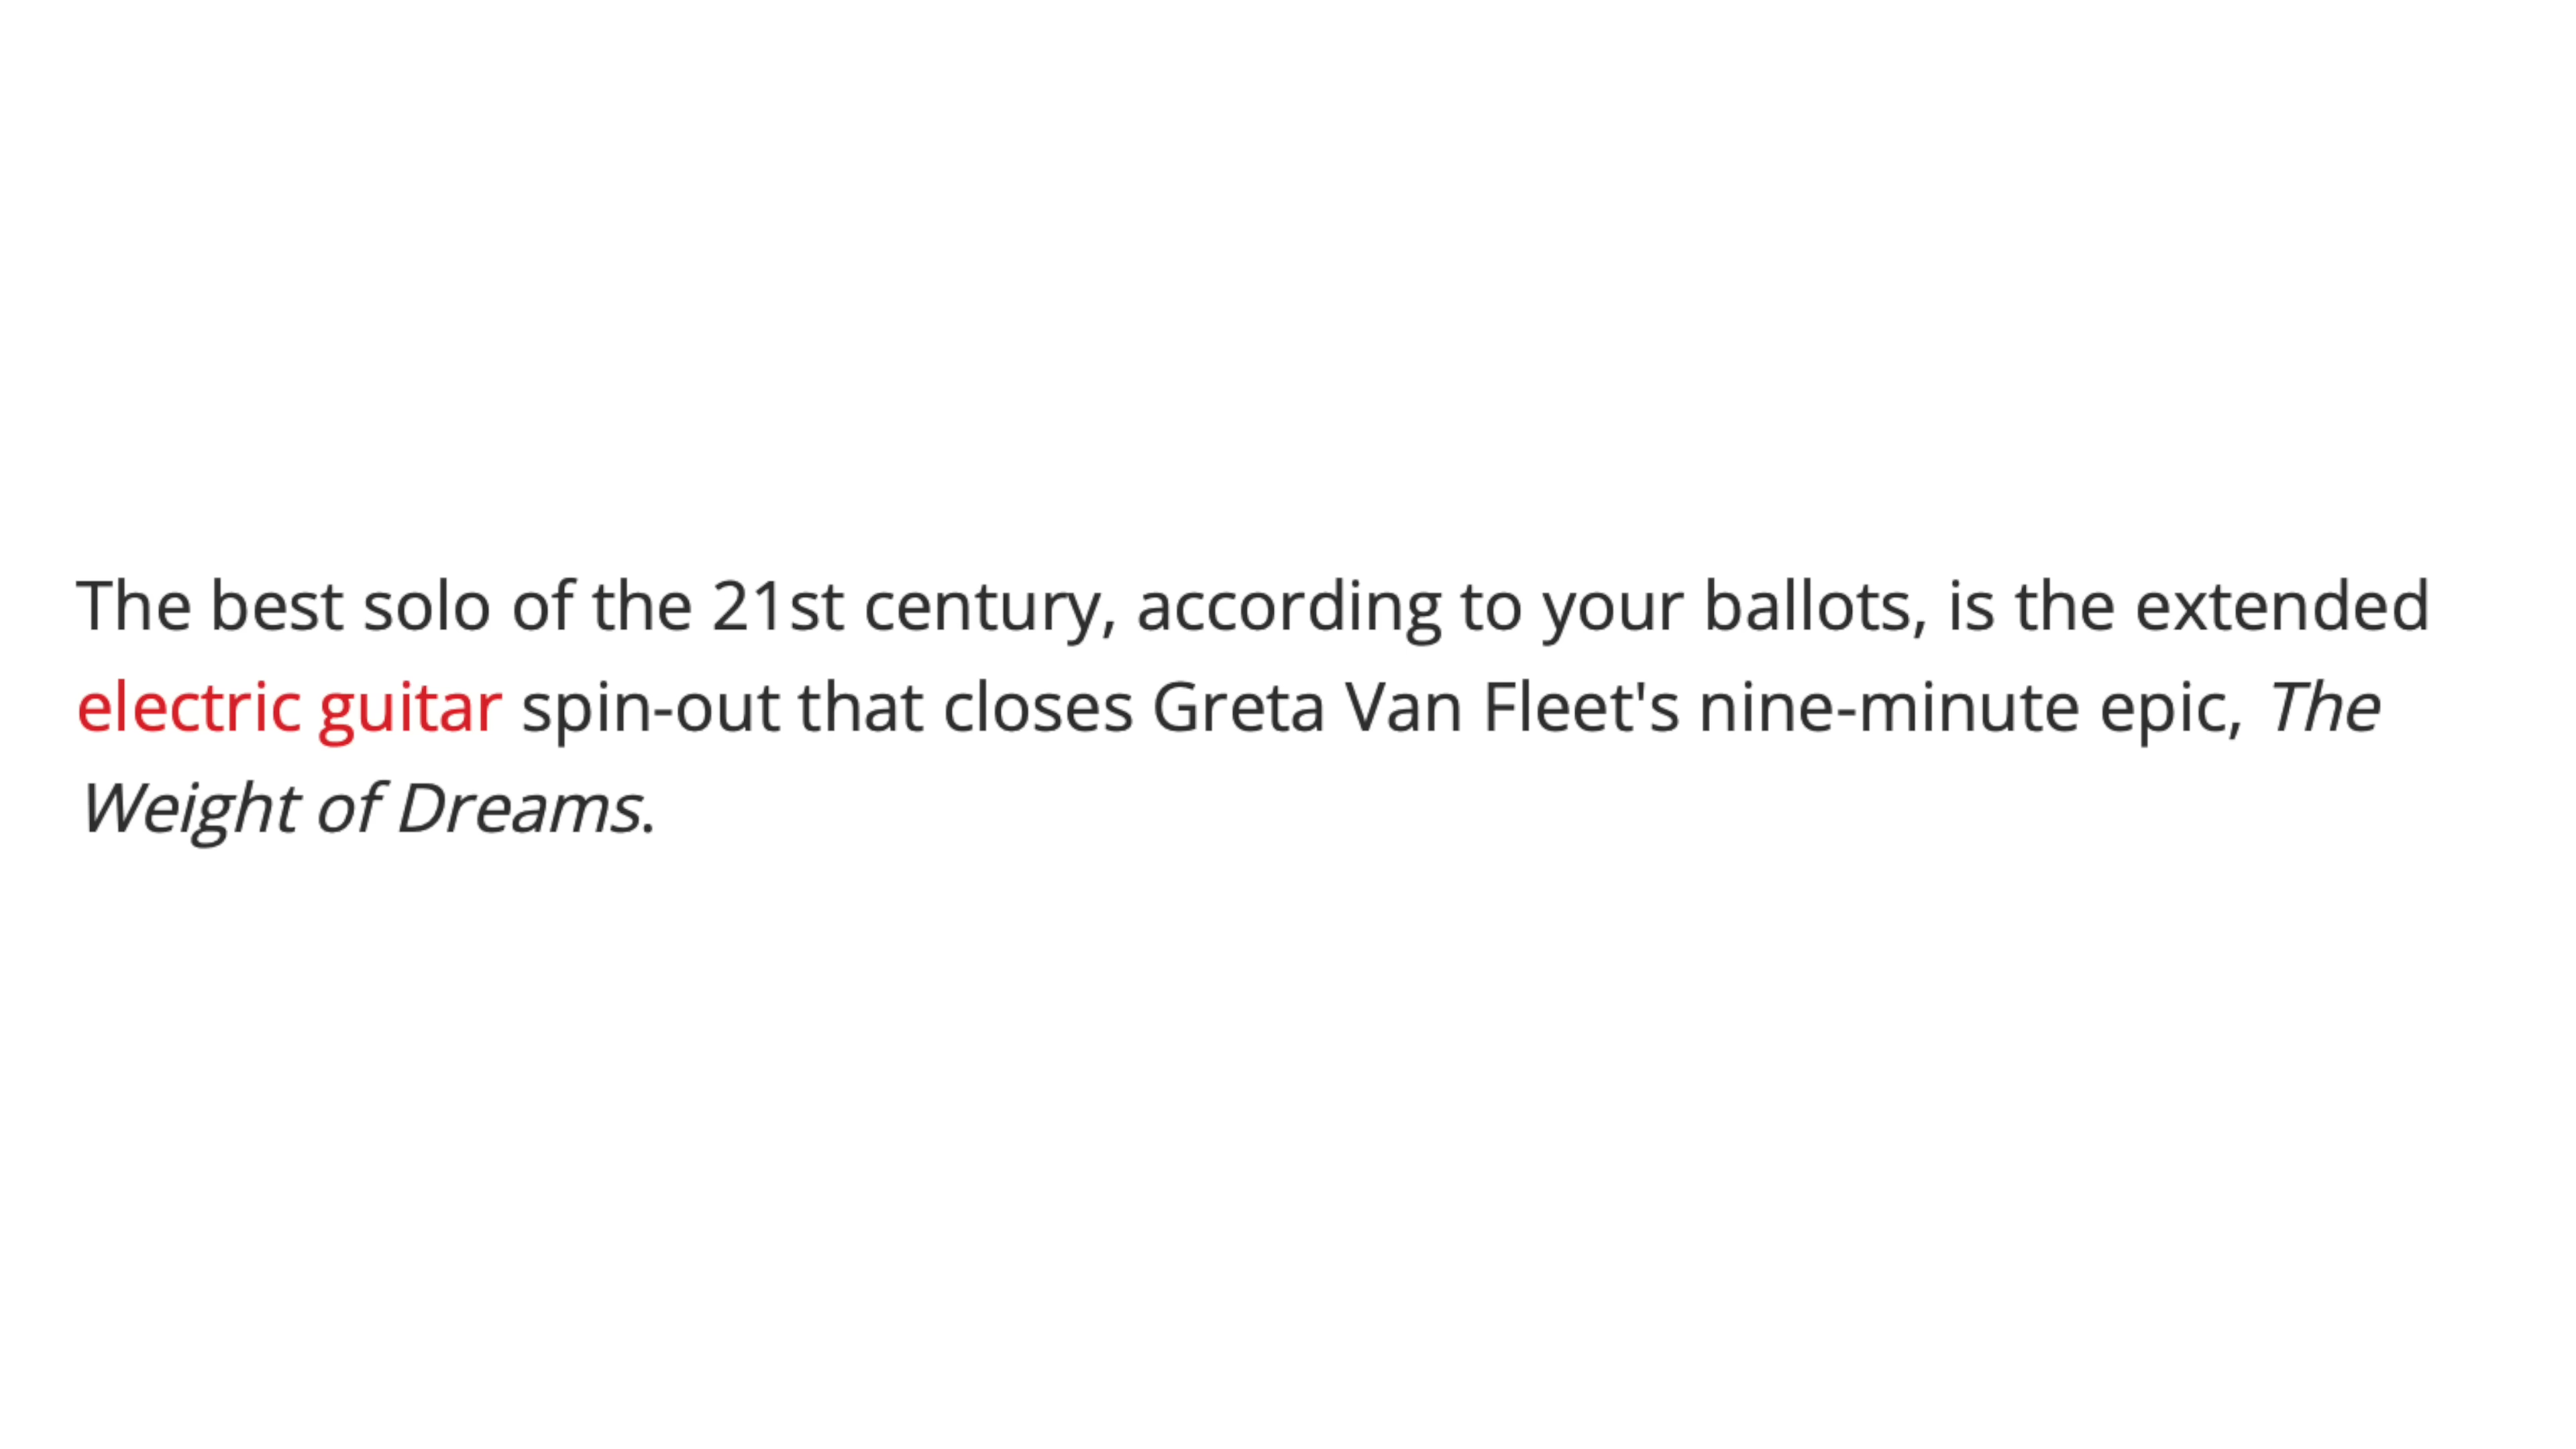 The best solo of the 21st century, according to your ballots, is the extended
electric guitar spin-out that closes Greta Van Fleet's nine-minute epic, The
Weight of Dreams.